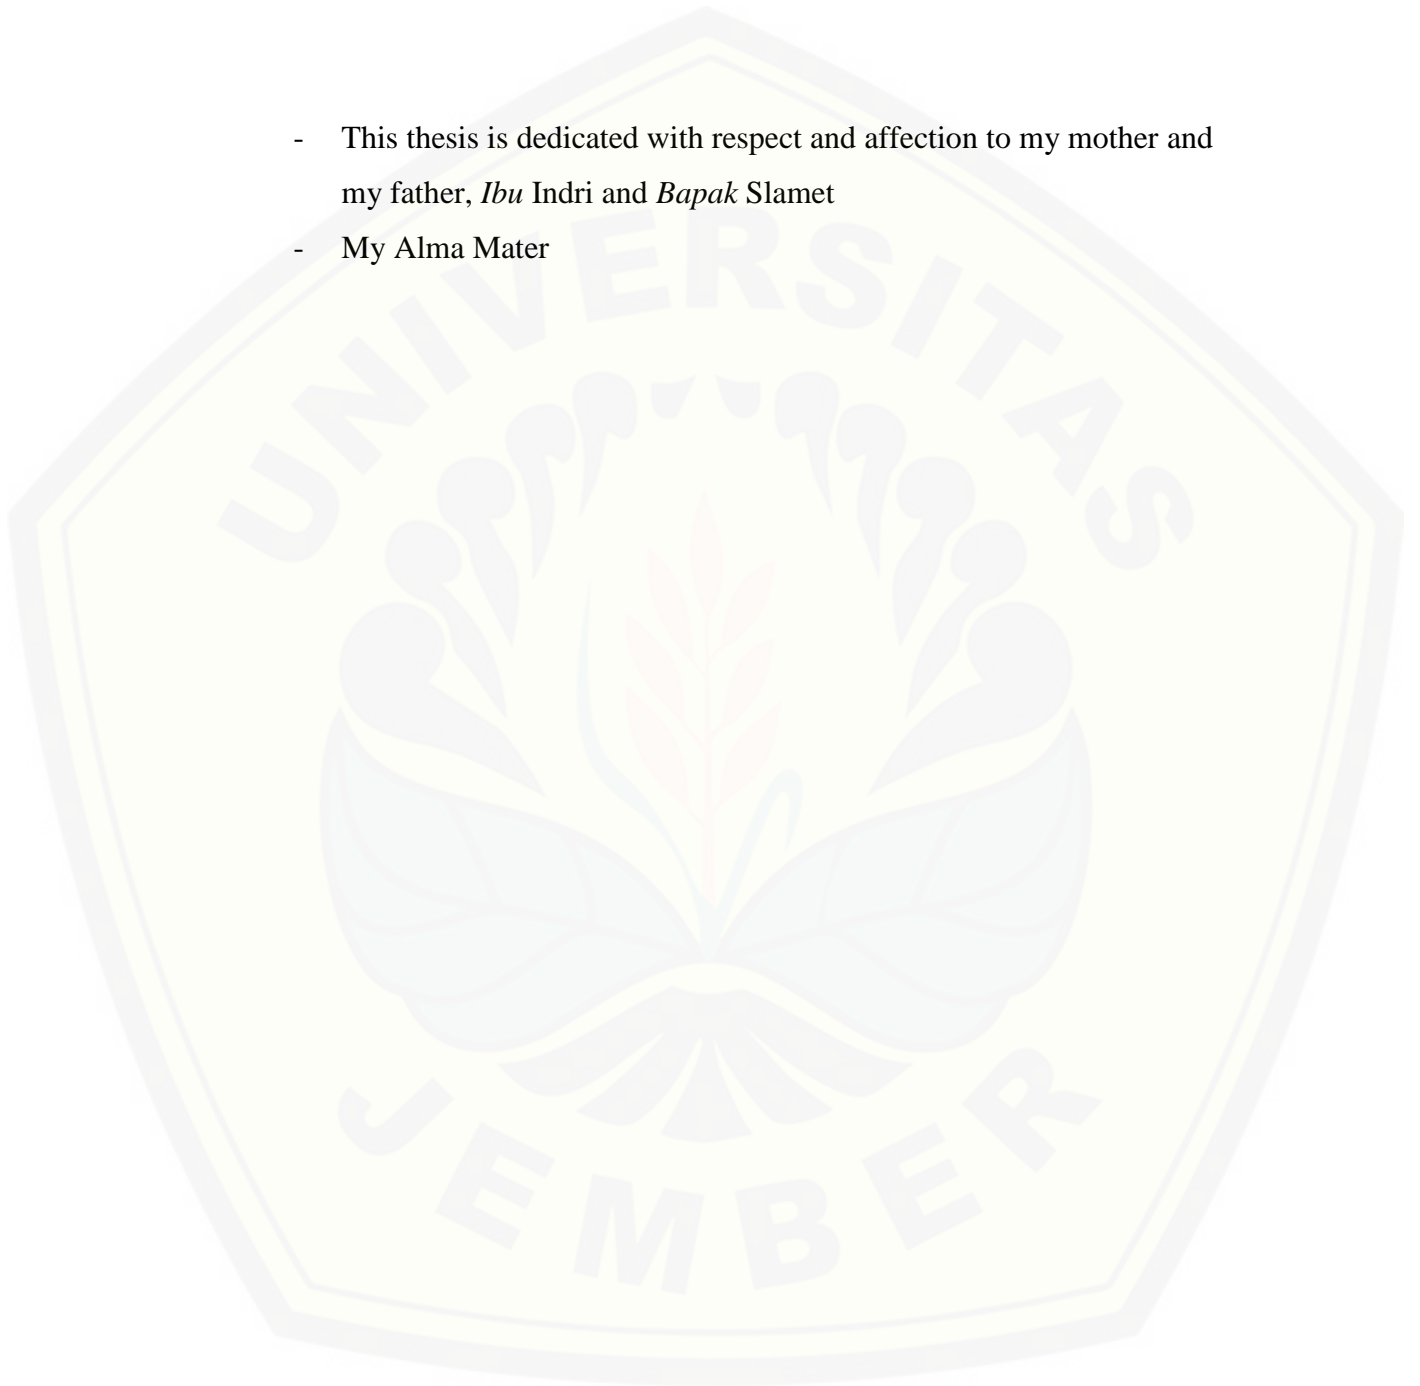 - This thesis is dedicated with respect and affection to my mother and
my father, Ibu Indri and Bapak Slamet
- My Alma Mater
UNIVERSITAS
JEMBER